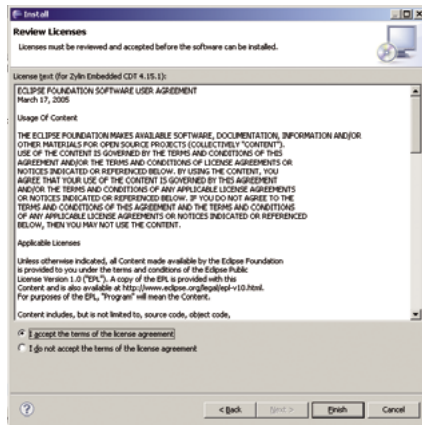 Install
Review Licenses
Licenses must be reviewed and accepted before the software can be installed.
License text (for Zylin Embedded CDT 4.15.1):
ECLIPSE FOUNDATION SOFTWARE USER AGREEMENT
March 17, 2005
Usage Of Content
THE ECLIPSE FOUNDATION MAKES AVAILABLE SOFTWARE, DOCUMENTATION, INFORMATION AND/OR
OTHER MATERIALS FOR OPEN SOURCE PROJECTS (COLLECTIVELY "CONTENT").
USE OF THE CONTENT IS GOVERNED BY THE TERMS AND CONDITIONS OF THIS
AGREEMENT AND/OR THE TERMS AND CONDITIONS OF LICENSE AGREEMENTS OR
NOTICES INDICATED OR REFERENCED BELOW. BY USING THE CONTENT, YOU
AGREE THAT YOUR USE OF THE CONTENT IS GOVERNED BY THIS AGREEMENT
AND/OR THE TERMS AND CONDITIONS OF ANY APPLICABLE LICENSE AGREEMENTS
OR NOTICES INDICATED OR REFERENCED BELOW. IF YOU DO NOT AGREE TO THE
TERMS AND CONDITIONS OF THIS AGREEMENT AND THE TERMS AND CONDITIONS
OF ANY APPLICABLE LICENSE AGREEMENTS OR NOTICES INDICATED OR REFERENCED
BELOW, THEN YOU MAY NOT USE THE CONTENT.
Applicable Licenses
Unless otherwise indicated, all Content made available by the Eclipse Foundation
is provided to you under the terms and conditions of the Eclipse Public
License Version 1.0 ("EPL"). A copy of the EPL is provided with this
Content and is also available at http://www.eclipse.org/legal/epl-v10.html.
For purposes of the EPL, "Program" will mean the Content.
Content includes, but is not limited to, source code, object code,
I accept the terms of the license agreement
I do not accept the terms of the license agreement
?
< Back Next > Finish Cancel